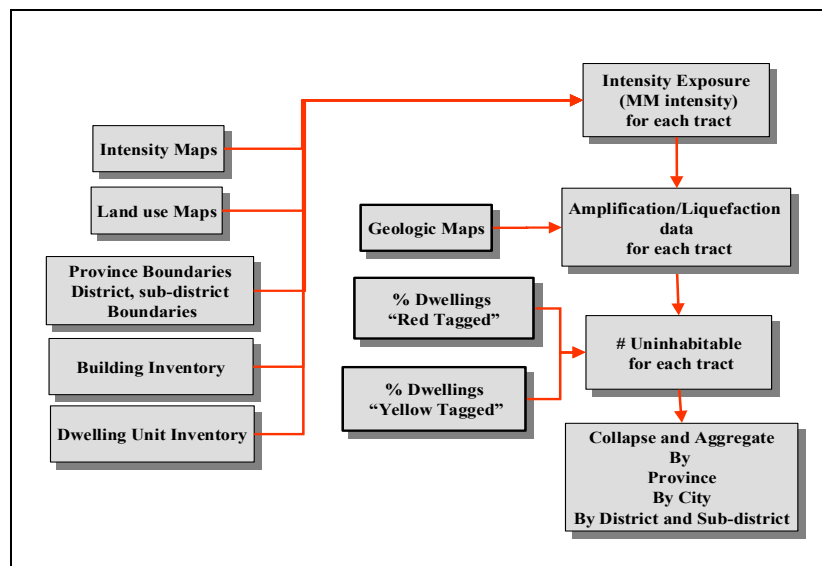 Intensity Exposure
(MM intensity)
for each tract
Intensity Maps
Land use Maps
Province Boundaries
District, sub-district
Boundaries
Building Inventory
Dwelling Unit Inventory
Geologic Maps
Amplification/Liquefaction
data
for each tract
% Dwellings
“Red Tagged”
% Dwellings
“Yellow Tagged”
# Uninhabitable
for each tract
Collapse and Aggregate
By
Province
By City
By District and Sub-district